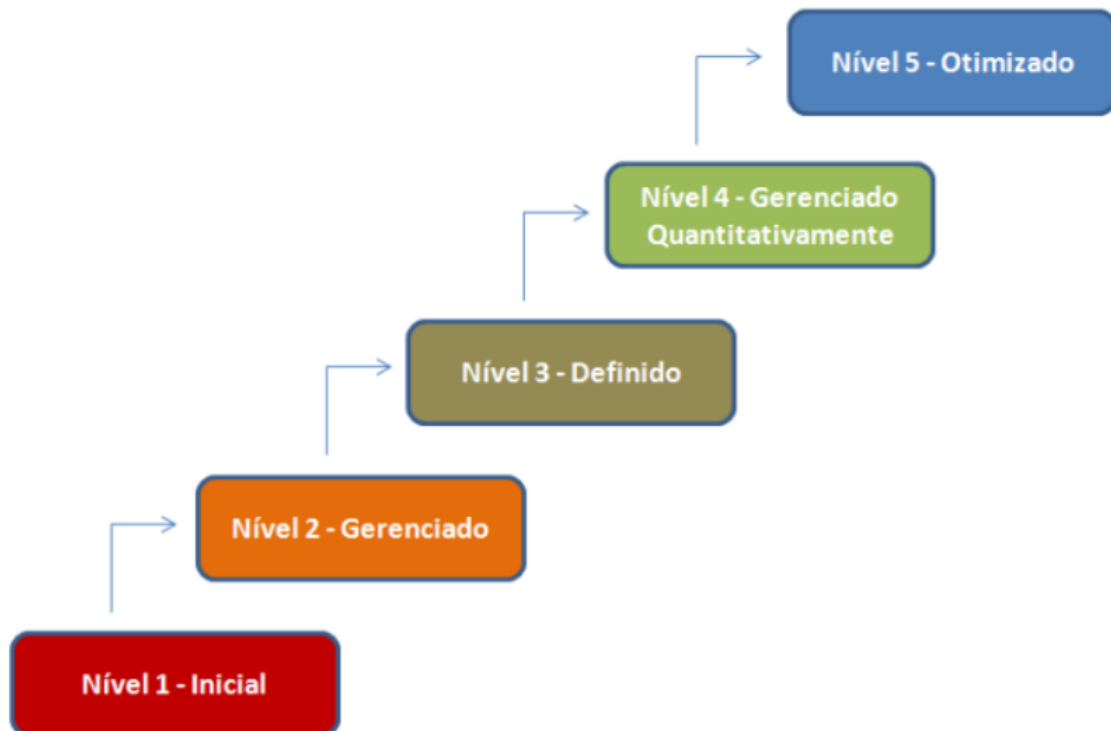 Nível 5 - Otimizado
Nível 4 - Gerenciado
Quantitativamente
Nível 3 - Definido
Nível 2 - Gerenciado
Nível 1 - Inicial